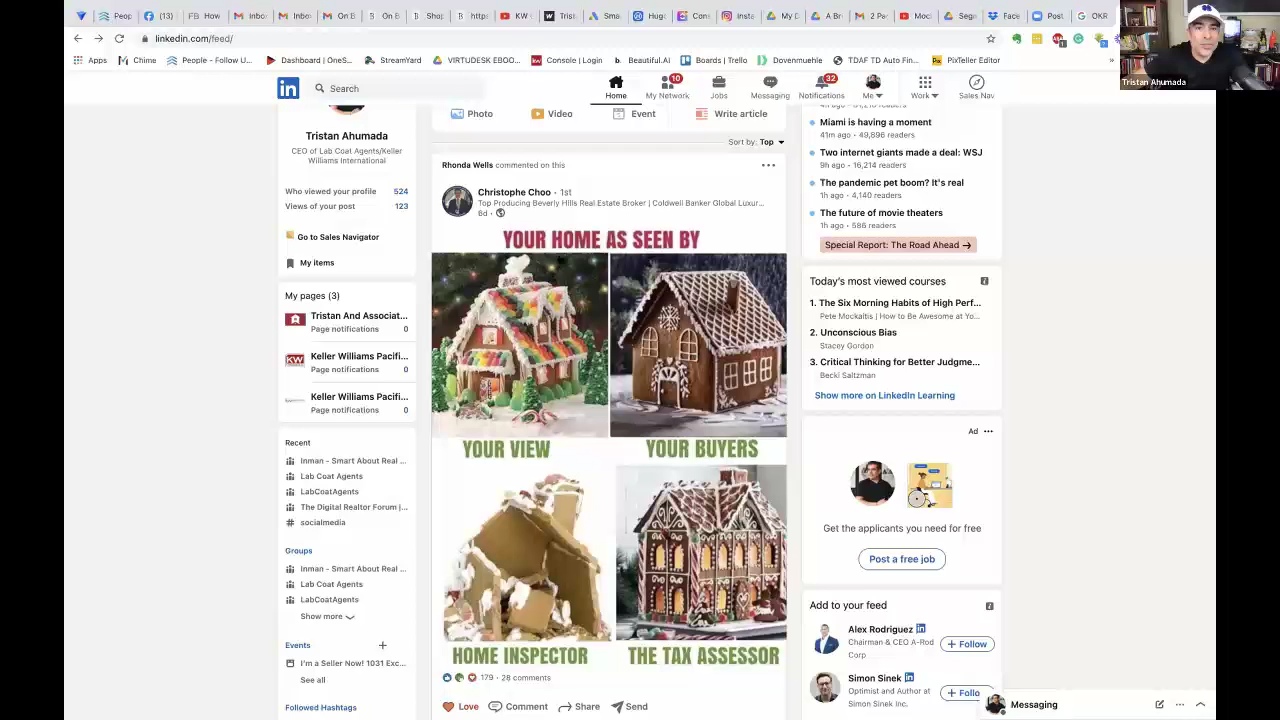 Peop
(13)
Inbox
Inbox
On B
On B
Shop
http
KW
Trist
Sma
Hug
Cons
insta
A B
2 Pe
Mocl
Sege
Face
Post
OKR
linkedin.com/feed/
Apps
Chime
People - Follow U...
Dashboard | OneS...
StreamYard
VIRTUDESK EBOO...
Console | Login
Beautiful.AI
Boards | Trello
Dovenmuehle
TDAF TD Auto Fin...
PixTeller Editor
»
Tristan Ahumada
in
Search
Home
10
My Network
Jobs
Messaging
32
Notifications
Me
Work
Sales Nav
Tristan Ahumada
CEO of Lab Coat Agents/Keller
Williams International
Who viewed your profile 524
Views of your post 123
Go to Sales Navigator
My items
My pages (3)
Tristan And Associat...
Page notifications 0
KW
Keller Williams Pacifi...
Page notifications 0
Keller Williams Pacifi...
Page notifications 0
Recent
Inman - Smart About Real ...
Lab Coat Agents
LabCoatAgents
The Digital Realtor Forum |...
# socialmedia
Groups
Inman - Smart About Real ...
Lab Coat Agents
LabCoatAgents
Show more
Events +
I'm a Seller Now! 1031 Exc...
See all
Followed Hashtags
Photo
Video
Event
Write article
Sort by: Top
Rhonda Wells commented on this
Christophe Choo · 1st
Top Producing Beverly Hills Real Estate Broker | Coldwell Banker Global Luxur...
6d ·
YOUR HOME AS SEEN BY
YOUR VIEW
YOUR BUYERS
HOME INSPECTOR
THE TAX ASSESSOR
179 · 28 comments
Love
Comment
Share
Send
Miami is having a moment
41m ago · 49,896 readers
Two internet giants made a deal: WSJ
9h ago · 16,214 readers
The pandemic pet boom? It's real
1h ago · 4,140 readers
The future of movie theaters
1h ago · 586 readers
Special Report: The Road Ahead →
Today's most viewed courses
1. The Six Morning Habits of High Perf...
Pete Mockaitis | How to Be Awesome at Yo...
2. Unconscious Bias
Stacey Gordon
3. Critical Thinking for Better Judgme...
Becki Saltzman
Show more on LinkedIn Learning
Ad
Get the applicants you need for free
Post a free job
Add to your feed
Alex Rodriguez in
Chairman & CEO A-Rod
Corp
+ Follow
Simon Sinek in
Optimist and Author at
Simon Sinek Inc.
+ Follo
Messaging